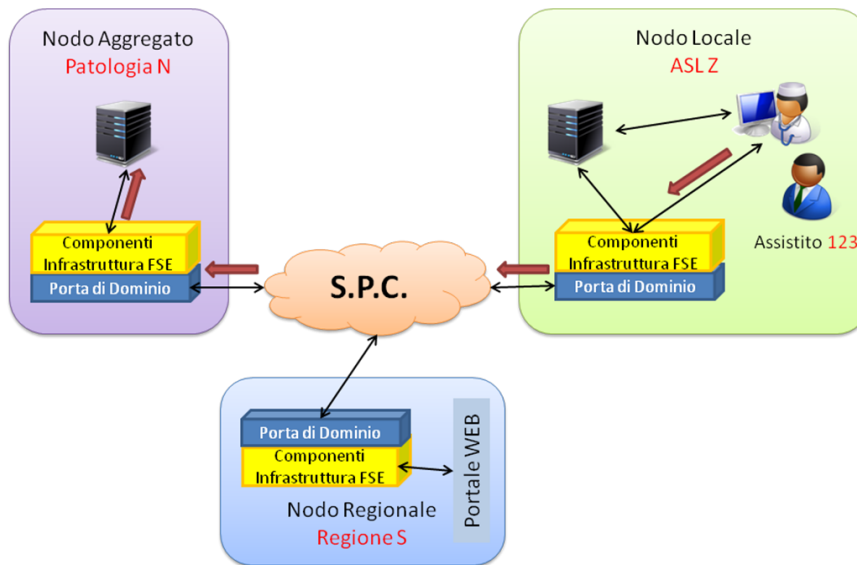 Nodo Aggregato
Patologia N
Componenti
Infrastruttura FSE
Porta di Dominio
S.P.C.
Nodo Locale
ASL Z
Assistito 123
Componenti
Infrastruttura FSE
Porta di Dominio
Porta di Dominio
Componenti
Infrastruttura FSE
Portale WEB
Nodo Regionale
Regione S